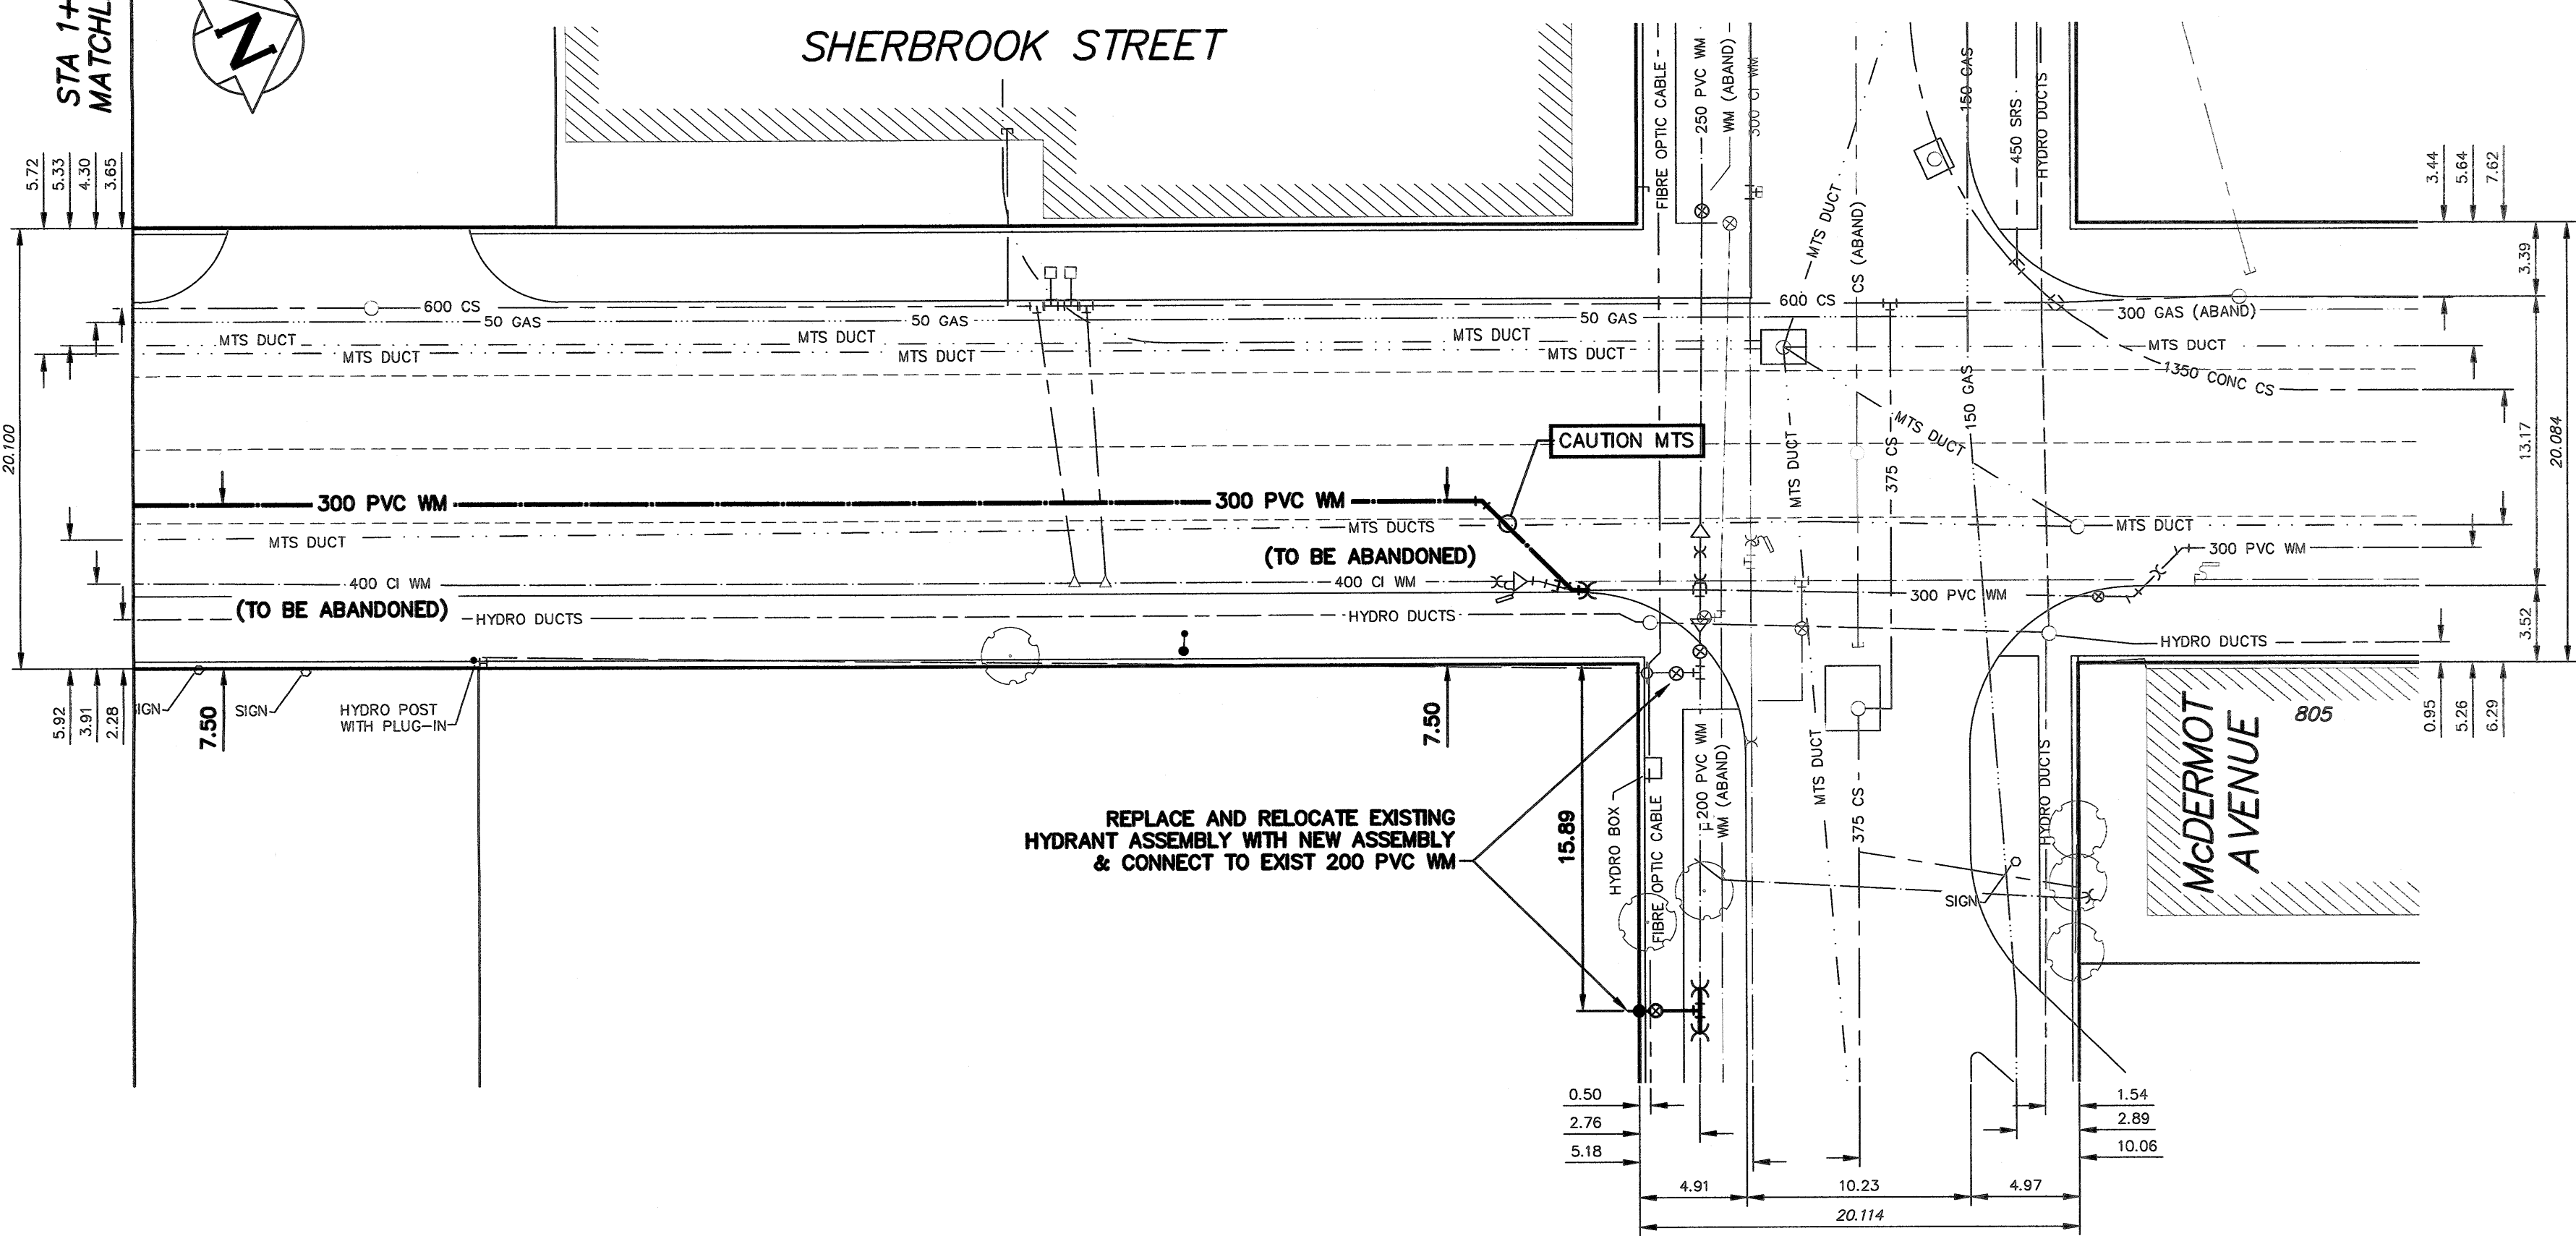 STA 1+
MATCHL
N
SHERBROOK STREET
FIBRE OPTIC CABLE
250 PVC WM
WM (ABAND)
300 CI WM
MTS DUCT
CS (ABAND)
150 GAS
450 SRS
HYDRO DUCTS
5.72
5.33
4.30
3.65
3.44
5.64
7.62
20.100
3.39
13.17
3.52
20.084
600 CS
600 CS
50 GAS
50 GAS
50 GAS
300 GAS (ABAND)
MTS DUCT
MTS DUCT
MTS DUCT
MTS DUCT
MTS DUCT
MTS DUCT
MTS DUCT
1350 CONC CS
150 GAS
MTS DUCT
375 CS
MTS DUCT
CAUTION MTS
300 PVC WM
300 PVC WM
MTS DUCT
MTS DUCTS
MTS DUCT
300 PVC WM
(TO BE ABANDONED)
400 CI WM
400 CI WM
300 PVC WM
(TO BE ABANDONED)
HYDRO DUCTS
HYDRO DUCTS
HYDRO DUCTS
5.92
3.91
2.28
IGN
7.50
SIGN
HYDRO POST
WITH PLUG-IN
7.50
15.89
0.95
5.26
6.29
805
McDERMOT
AVENUE
REPLACE AND RELOCATE EXISTING
HYDRANT ASSEMBLY WITH NEW ASSEMBLY
& CONNECT TO EXIST 200 PVC WM
HYDRO BOX
FIBRE OPTIC CABLE
200 PVC WM
WM (ABAND)
MTS DUCT
375 CS
HYDRO DUCTS
SIGN
0.50
2.76
5.18
1.54
2.89
10.06
4.91
10.23
4.97
20.114